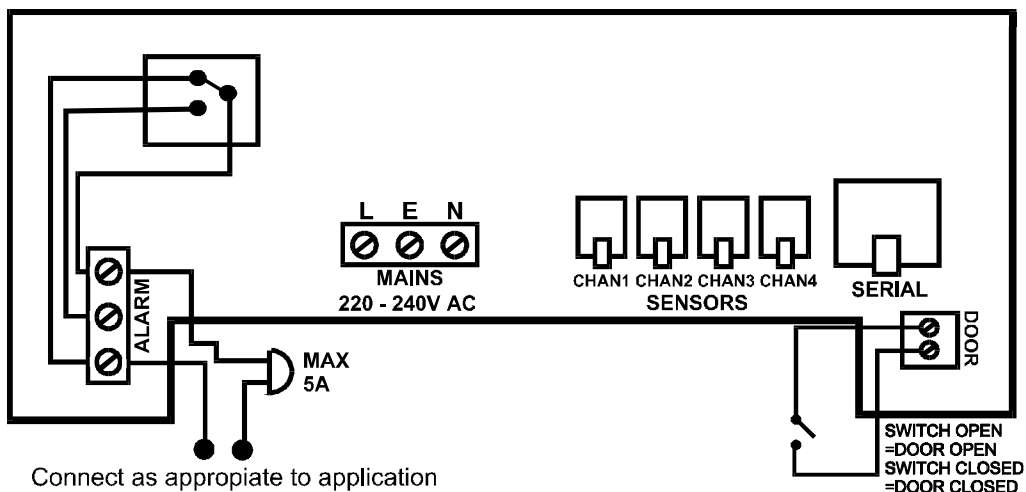 L E N
MAINS
220 - 240V AC
CHAN1 CHAN2 CHAN3 CHAN4
SENSORS
SERIAL
ALARM
MAX
5A
DOOR
SWITCH OPEN
=DOOR OPEN
SWITCH CLOSED
=DOOR CLOSED
Connect as appropiate to application